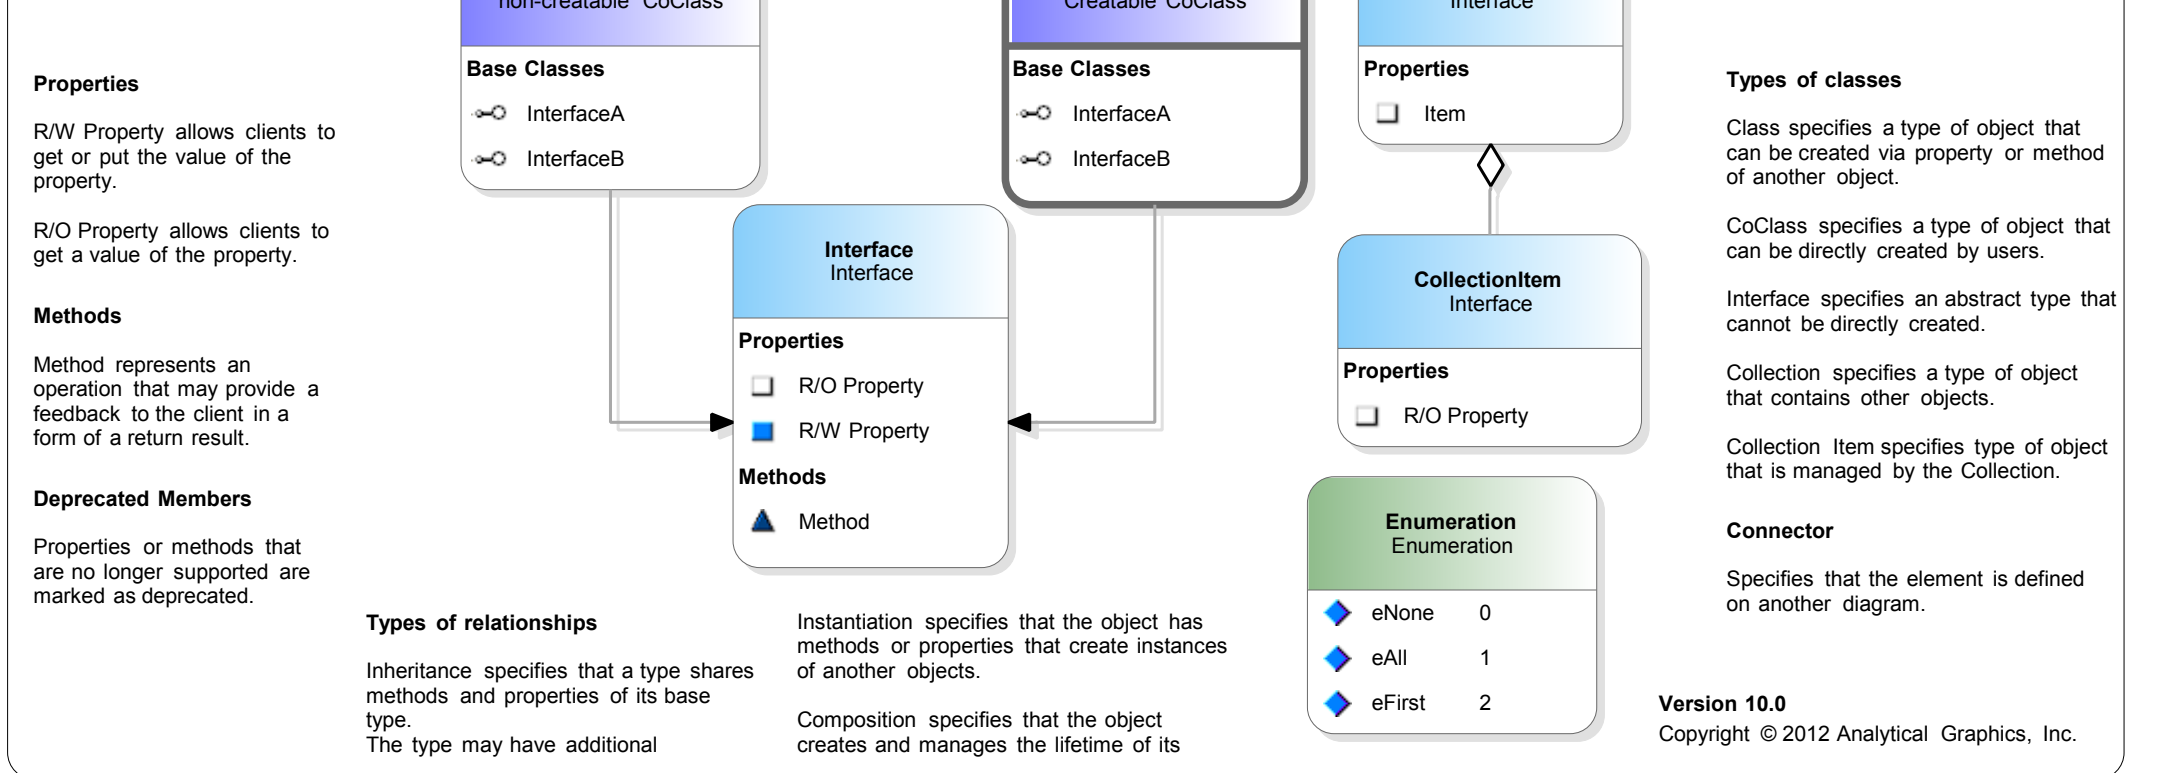 non-creatable CoClass
Base Classes
InterfaceA
InterfaceB
Creatable CoClass
Base Classes
InterfaceA
InterfaceB
Interface
Properties
Item
Properties
R/W Property allows clients to
get or put the value of the
property.
R/O Property allows clients to
get a value of the property.
Methods
Method represents an
operation that may provide a
feedback to the client in a
form of a return result.
Deprecated Members
Properties or methods that
are no longer supported are
marked as deprecated.
Interface
Interface
Properties
R/O Property
R/W Property
Methods
Method
CollectionItem
Interface
Properties
R/O Property
Enumeration
Enumeration
eNone 0
eAll 1
eFirst 2
Types of relationships
Inheritance specifies that a type shares
methods and properties of its base
type.
The type may have additional
Instantiation specifies that the object has
methods or properties that create instances
of another objects.
Composition specifies that the object
creates and manages the lifetime of its
Types of classes
Class specifies a type of object that
can be created via property or method
of another object.
CoClass specifies a type of object that
can be directly created by users.
Interface specifies an abstract type that
cannot be directly created.
Collection specifies a type of object
that contains other objects.
Collection Item specifies type of object
that is managed by the Collection.
Connector
Specifies that the element is defined
on another diagram.
Version 10.0
Copyright © 2012 Analytical Graphics, Inc.